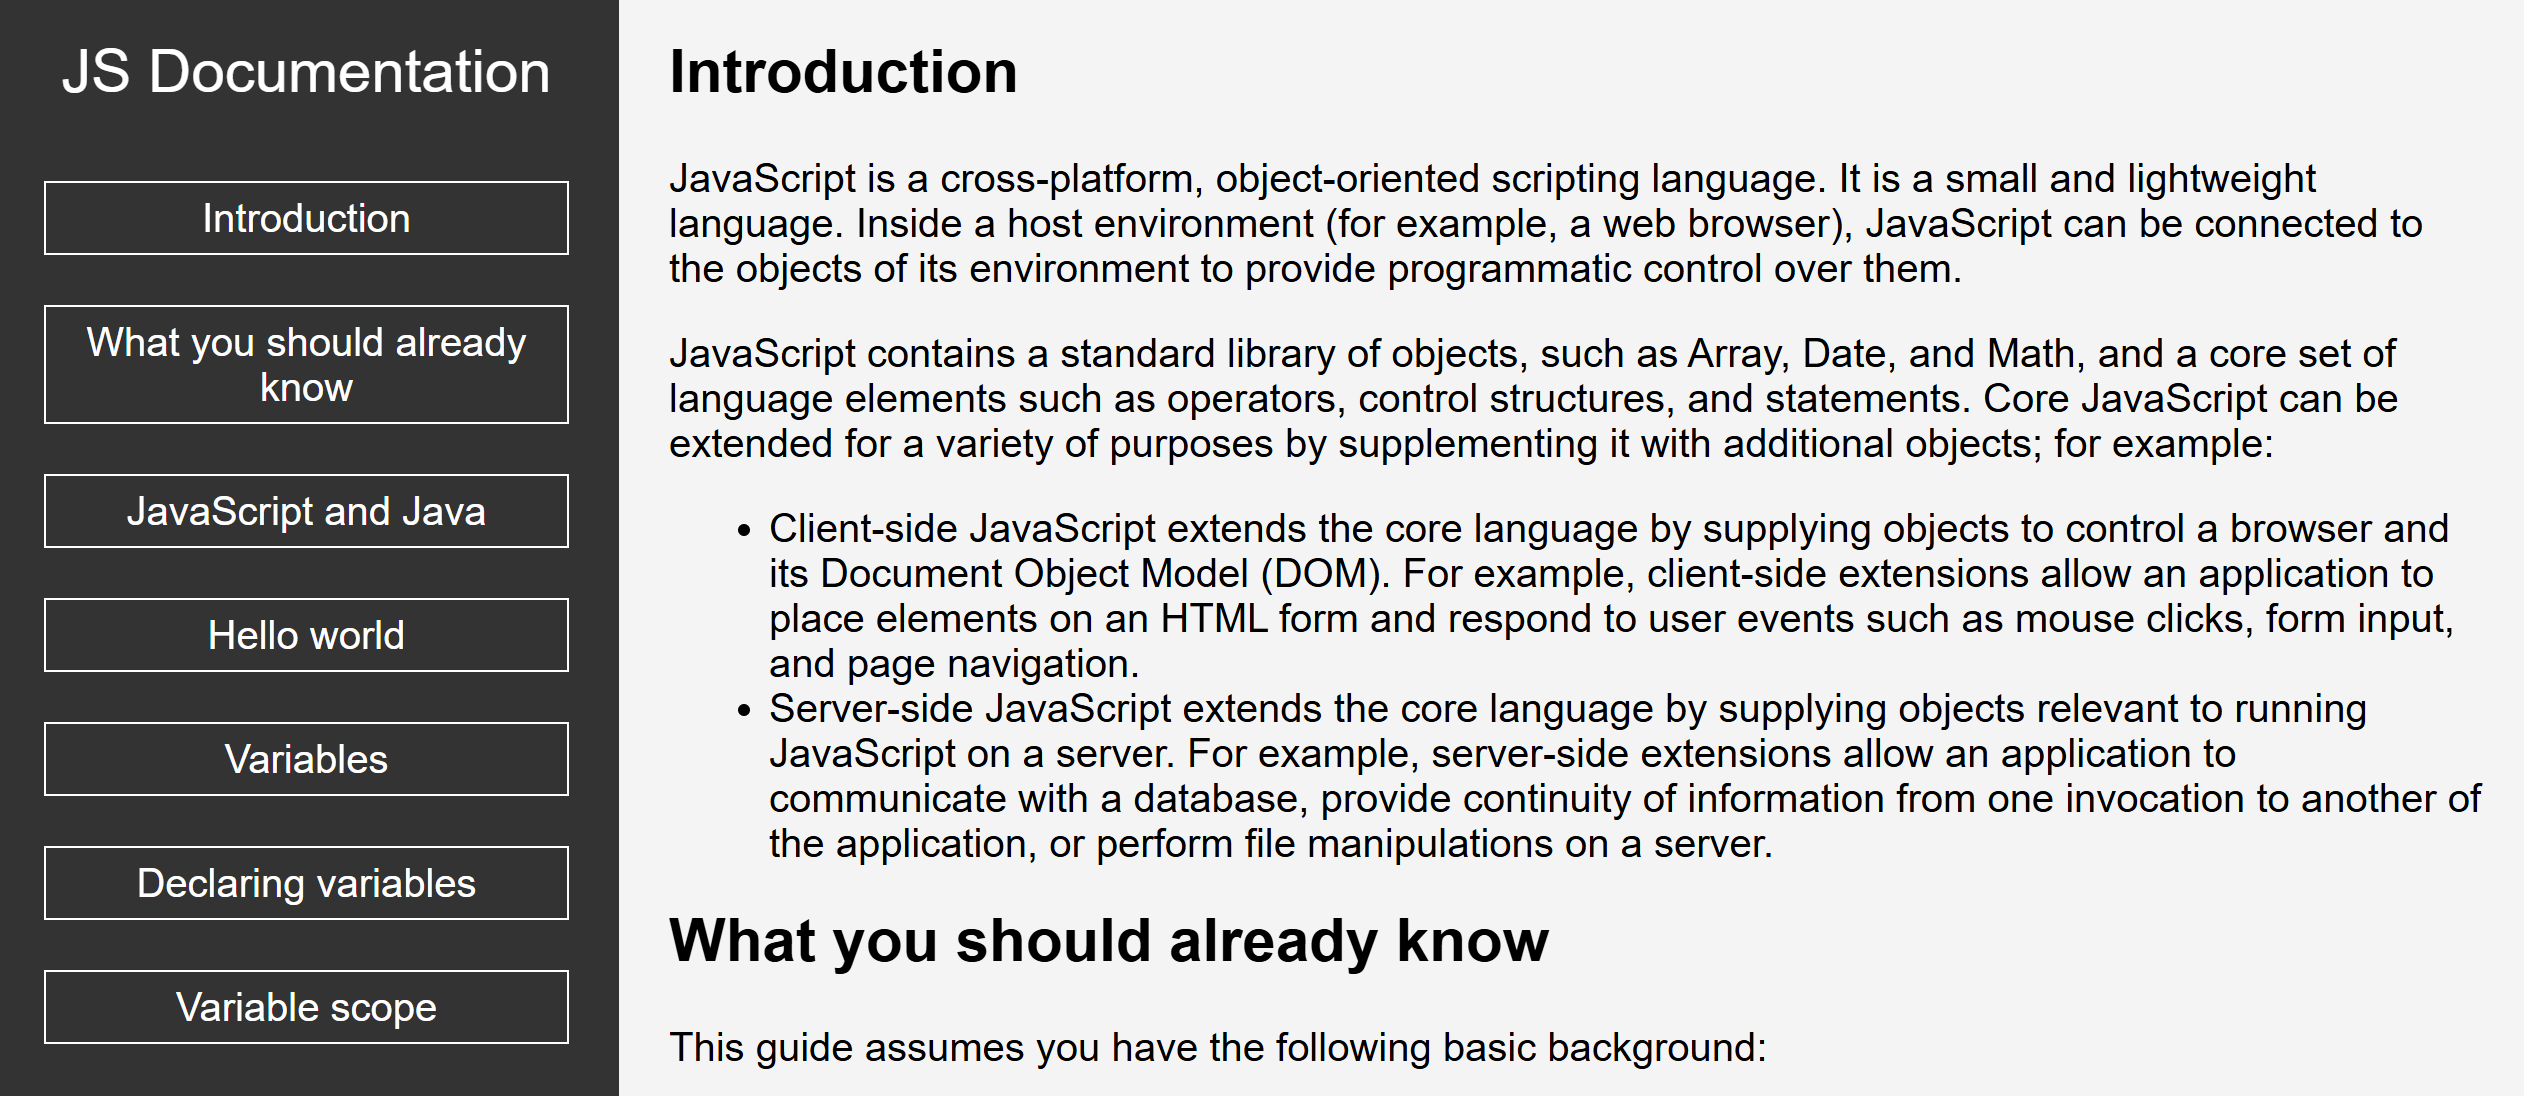 JS Documentation
Introduction
What you should already
know
JavaScript and Java
Hello world
Variables
Declaring variables
Variable scope
Introduction
JavaScript is a cross-platform, object-oriented scripting language. It is a small and lightweight
language. Inside a host environment (for example, a web browser), JavaScript can be connected to
the objects of its environment to provide programmatic control over them.
JavaScript contains a standard library of objects, such as Array, Date, and Math, and a core set of
language elements such as operators, control structures, and statements. Core JavaScript can be
extended for a variety of purposes by supplementing it with additional objects; for example:
• Client-side JavaScript extends the core language by supplying objects to control a browser and
its Document Object Model (DOM). For example, client-side extensions allow an application to
place elements on an HTML form and respond to user events such as mouse clicks, form input,
and page navigation.
• Server-side JavaScript extends the core language by supplying objects relevant to running
JavaScript on a server. For example, server-side extensions allow an application to
communicate with a database, provide continuity of information from one invocation to another of
the application, or perform file manipulations on a server.
What you should already know
This guide assumes you have the following basic background: